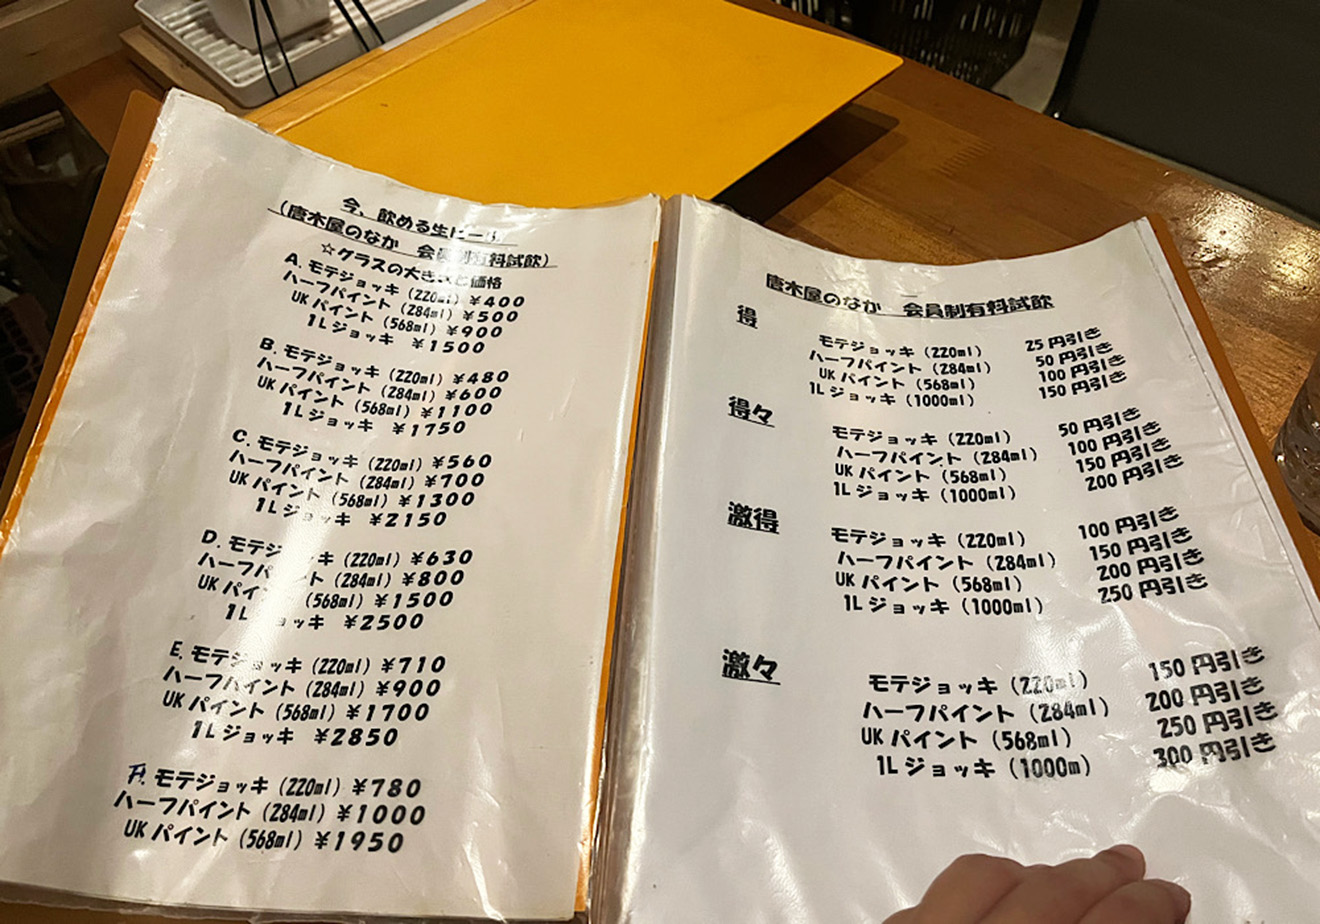 今、飲める生ビール
（唐木屋のなか 会員制有料試飲）
☆グラスの大きさと価格
A. モテジョッキ（220ml）￥400
ハーフパイント（284ml）￥500
UK パイント（568ml）￥900
1L ジョッキ ￥1500
B. モテジョッキ（220ml）￥480
ハーフパイント（284ml）￥600
UK パイント（568ml）￥1100
1L ジョッキ ￥1750
C. モテジョッキ（220ml）￥560
ハーフパイント（284ml）￥700
UK パイント（568ml）￥1300
1L ジョッキ ￥2150
D. モテジョッキ（220ml）￥630
ハーフパイント（284ml）￥800
UK パイント（568ml）￥1500
1L ジョッキ ￥2500
E. モテジョッキ（220ml）￥710
ハーフパイント（284ml）￥900
UK パイント（568ml）￥1700
1L ジョッキ ￥2850
モテジョッキ（220ml）￥780
ハーフパイント（284ml）￥1000
UK パイント（568ml）￥1950
唐木屋のなか 会員制有料試飲
得
モテジョッキ（220ml） 25 円引き
ハーフパイント（284ml） 50 円引き
UK パイント（568ml） 100 円引き
1L ジョッキ（1000ml） 150 円引き
得々
モテジョッキ（220ml） 50 円引き
ハーフパイント（284ml） 100 円引き
UK パイント（568ml） 150 円引き
1L ジョッキ（1000ml） 200 円引き
激得
モテジョッキ（220ml） 100 円引き
ハーフパイント（284ml） 150 円引き
UK パイント（568ml） 200 円引き
1L ジョッキ（1000ml） 250 円引き
激々
モテジョッキ（220ml） 150 円引き
ハーフパイント（284ml） 200 円引き
UK パイント（568ml） 250 円引き
1L ジョッキ（1000m） 300 円引き